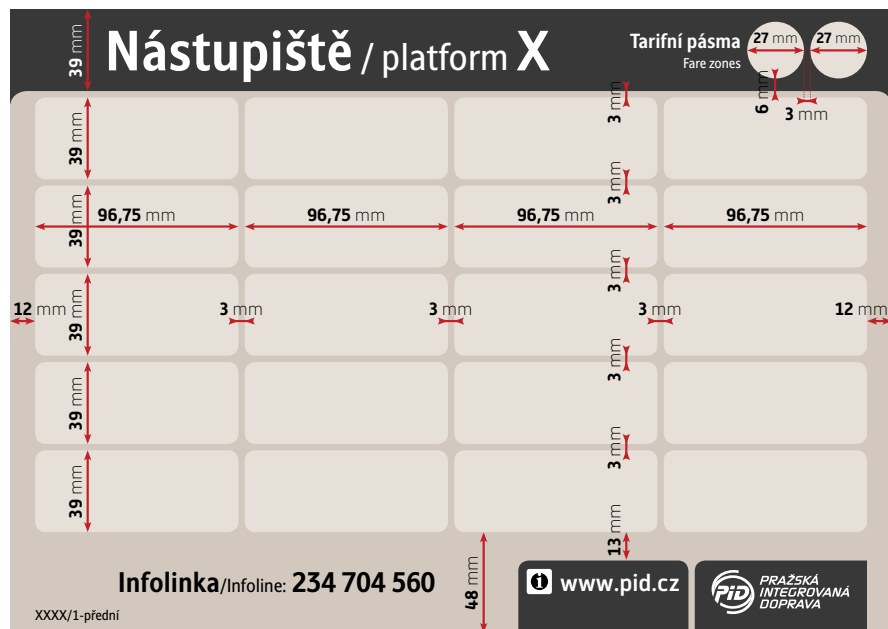 39 mm
Nástupiště / platform X
Tarifní pásma
Fare zones
27 mm
27 mm
6 mm
3 mm
3 mm
39 mm
3 mm
39 mm
96,75 mm
96,75 mm
96,75 mm
96,75 mm
3 mm
12 mm
39 mm
3 mm
3 mm
3 mm
12 mm
3 mm
39 mm
3 mm
39 mm
13 mm
48 mm
Infolinka/Infoline: 234 704 560
www.pid.cz
PID
PRAŽSKÁ
INTEGROVANÁ
DOPRAVA
XXXX/1-přední